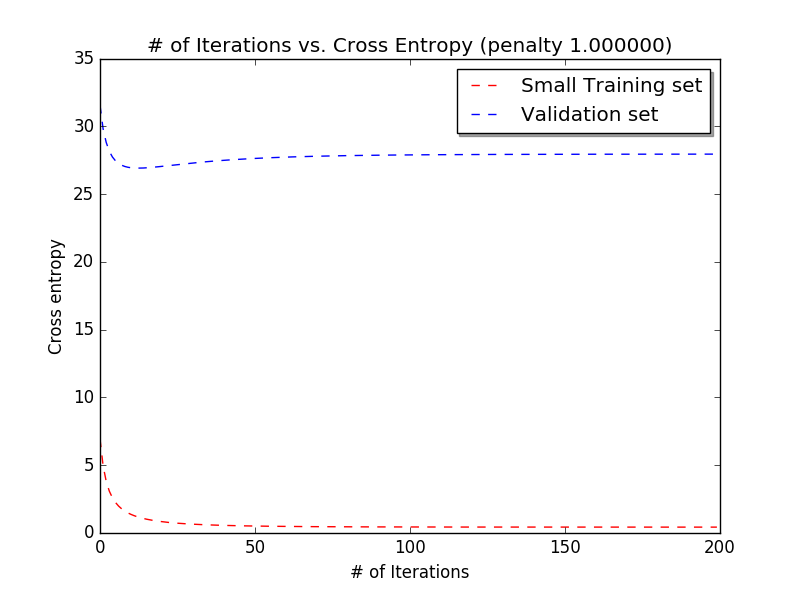 # of Iterations vs. Cross Entropy (penalty 1.000000)
Small Training set
Validation set
35
30
25
20
15
10
5
0
Cross entropy
0 50 100 150 200
# of Iterations